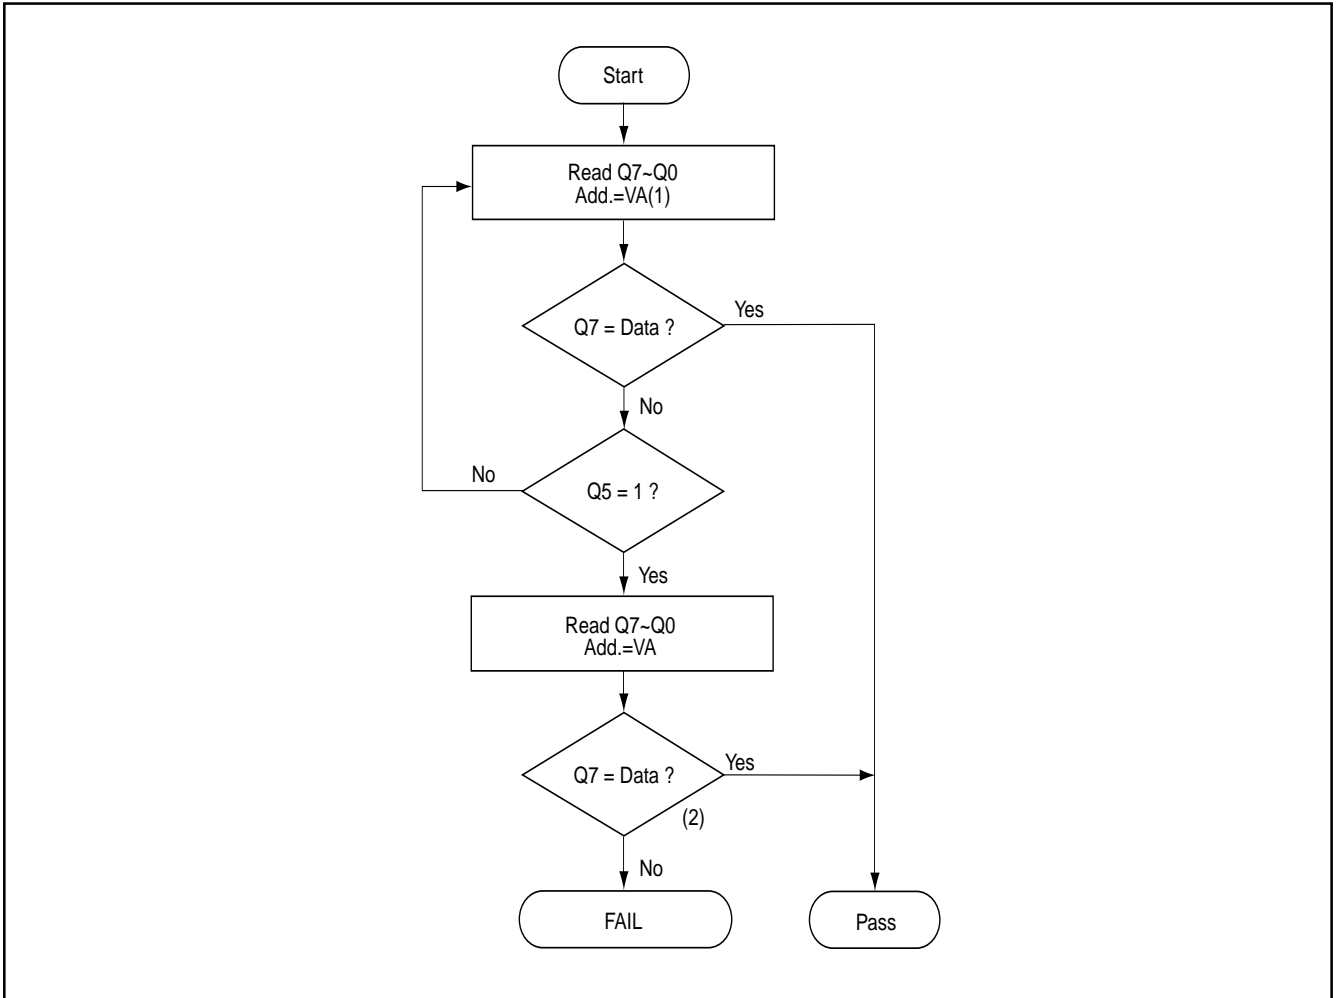 Start
Read Q7~Q0
Add.=VA(1)
Q7 = Data ?
Yes
No
No
Q5 = 1 ?
Yes
Read Q7~Q0
Add.=VA
Q7 = Data ?
Yes
(2)
No
FAIL
Pass